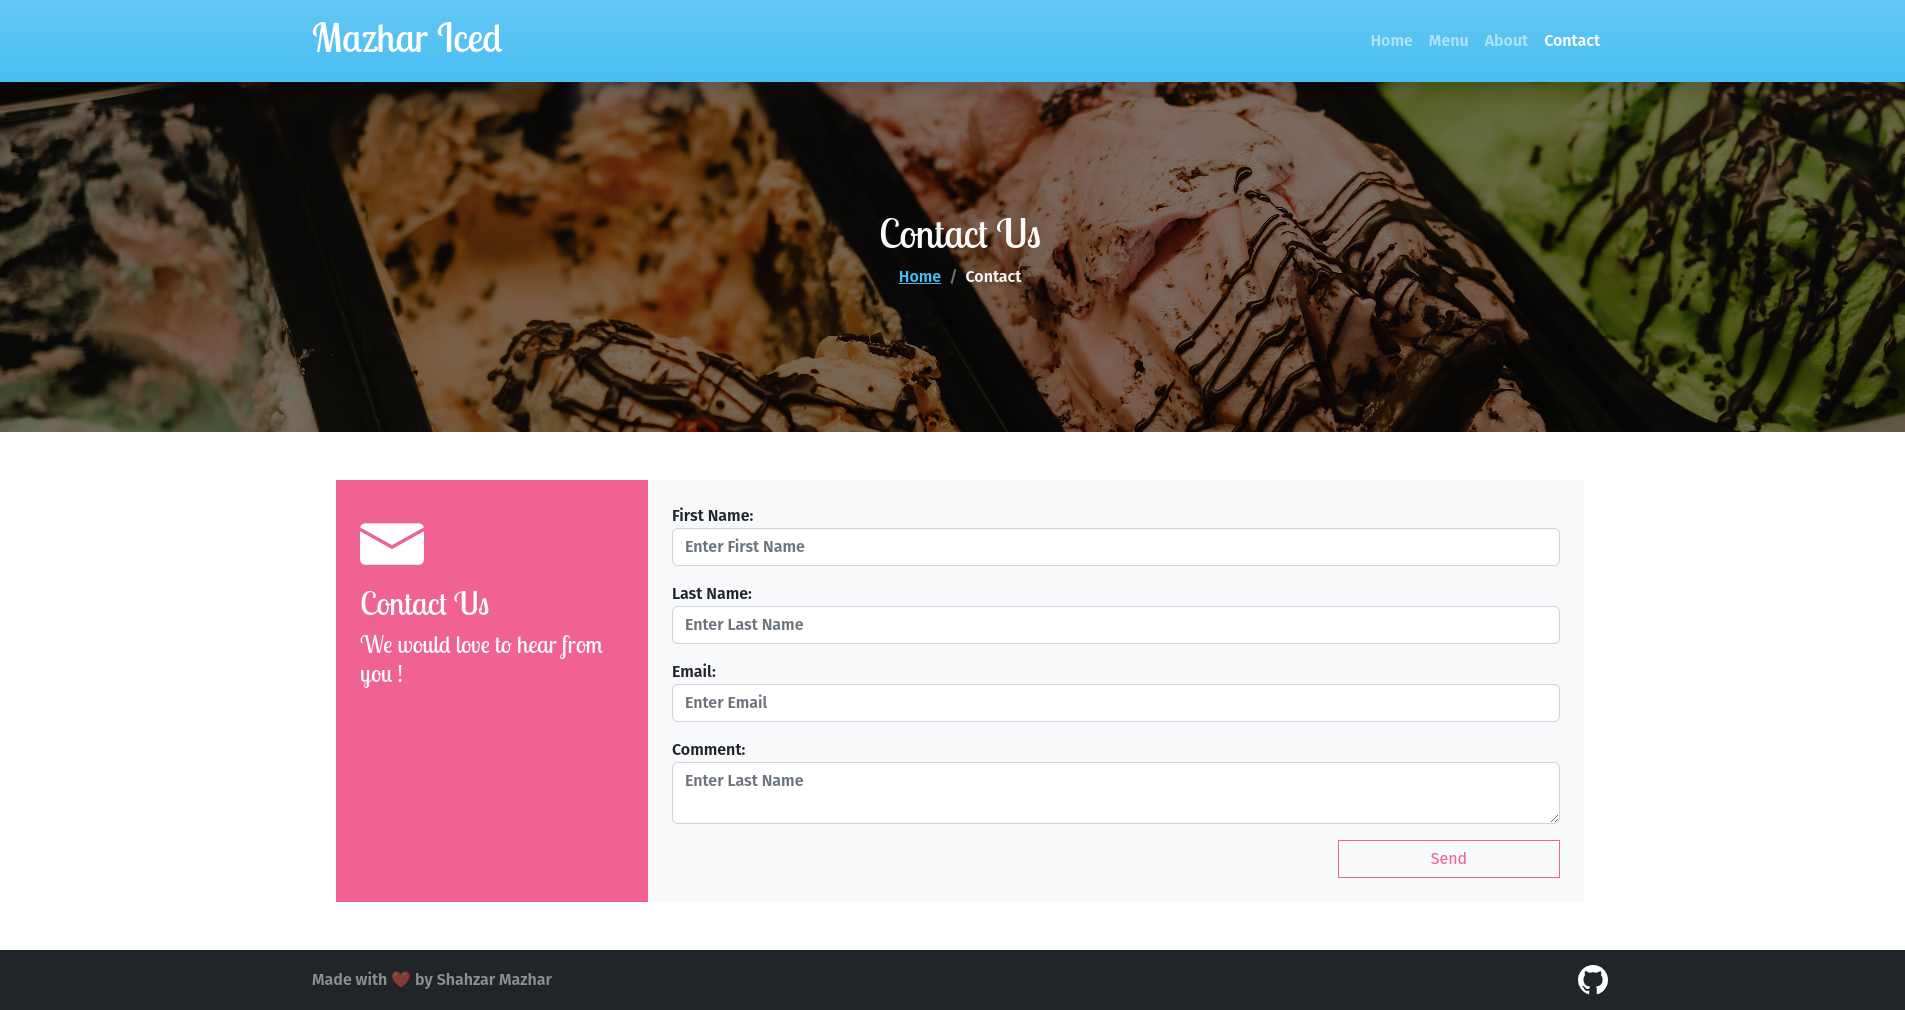 Mazhar Iced
Home Menu About Contact
Contact Us
Home / Contact
Contact Us
We would love to hear from
you !
First Name:
Enter First Name
Last Name:
Enter Last Name
Email:
Enter Email
Comment:
Enter Last Name
Send
Made with ❤️ by Shahzar Mazhar